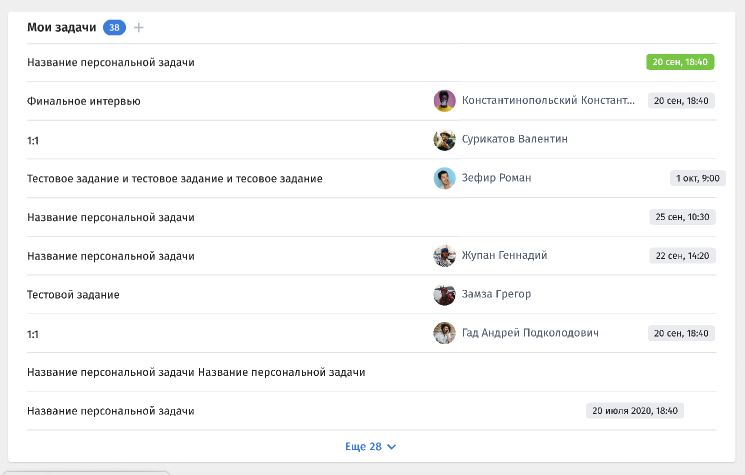 Мои задачи 38 +
Название персональной задачи 20 сен, 18:40
Финальное интервью Константинопольский Констант... 20 сен, 18:40
1:1 Сурикатов Валентин
Тестовое задание и тестовое задание и тесовое задание Зефир Роман 1 окт, 9:00
Название персональной задачи 25 сен, 10:30
Название персональной задачи Жупан Геннадий 22 сен, 14:20
Тестовой задание Замза Грегор
1:1 Гад Андрей Подколодович 20 сен, 18:40
Название персональной задачи Название персональной задачи
Название персональной задачи 20 июля 2020, 18:40
Еще 28